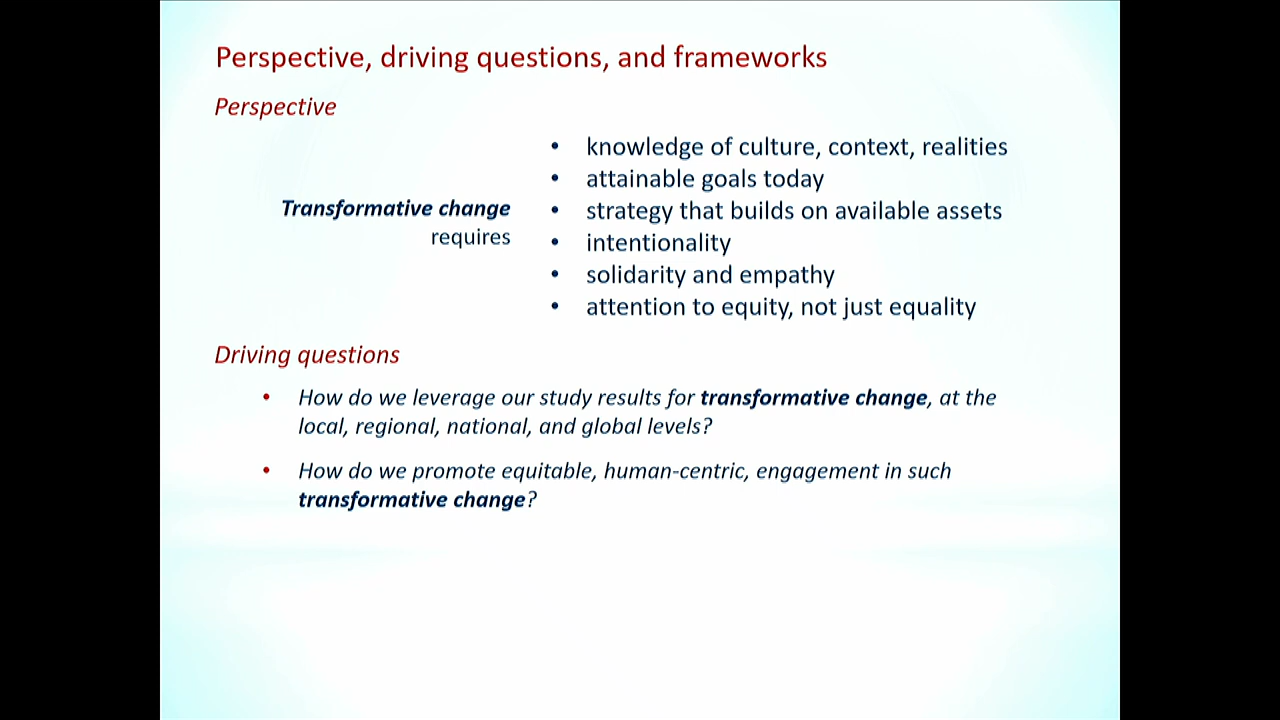 Perspective, driving questions, and frameworks
Perspective
Transformative change
requires
• knowledge of culture, context, realities
• attainable goals today
• strategy that builds on available assets
• intentionality
• solidarity and empathy
• attention to equity, not just equality
Driving questions
• How do we leverage our study results for transformative change, at the
local, regional, national, and global levels?
• How do we promote equitable, human-centric, engagement in such
transformative change?